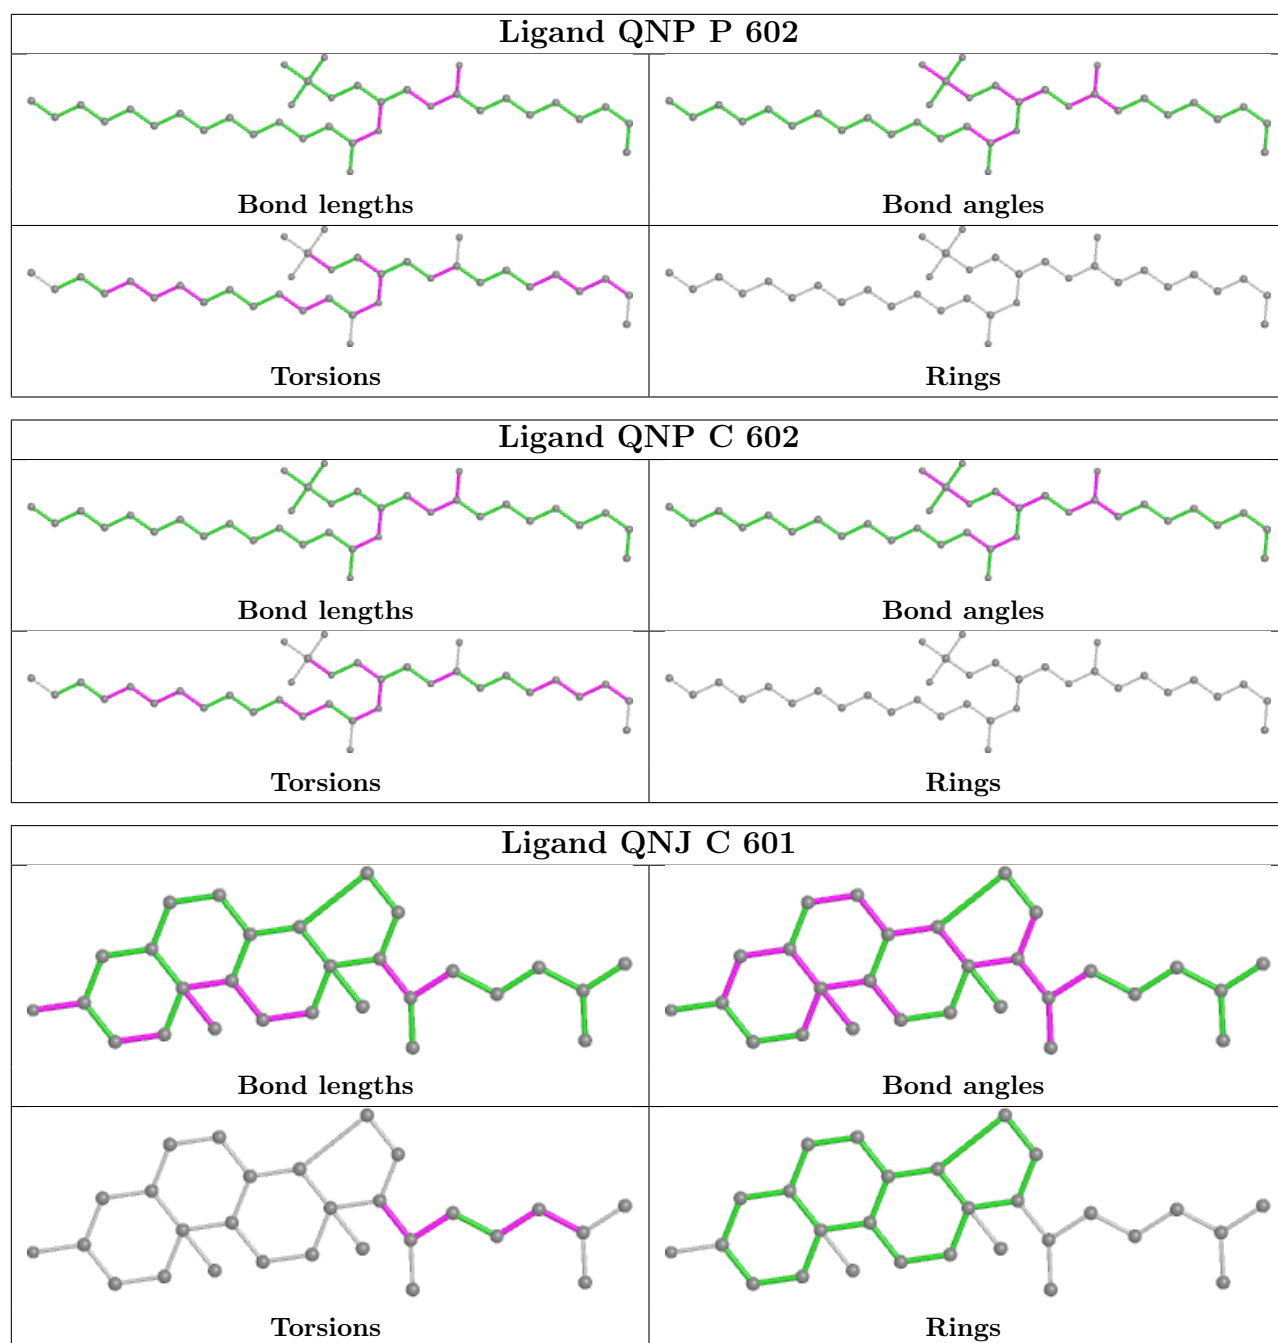 Ligand QNP P 602
Bond lengths
Bond angles
Torsions
Rings
Ligand QNP C 602
Bond lengths
Bond angles
Torsions
Rings
Ligand QNJ C 601
Bond lengths
Bond angles
Torsions
Rings